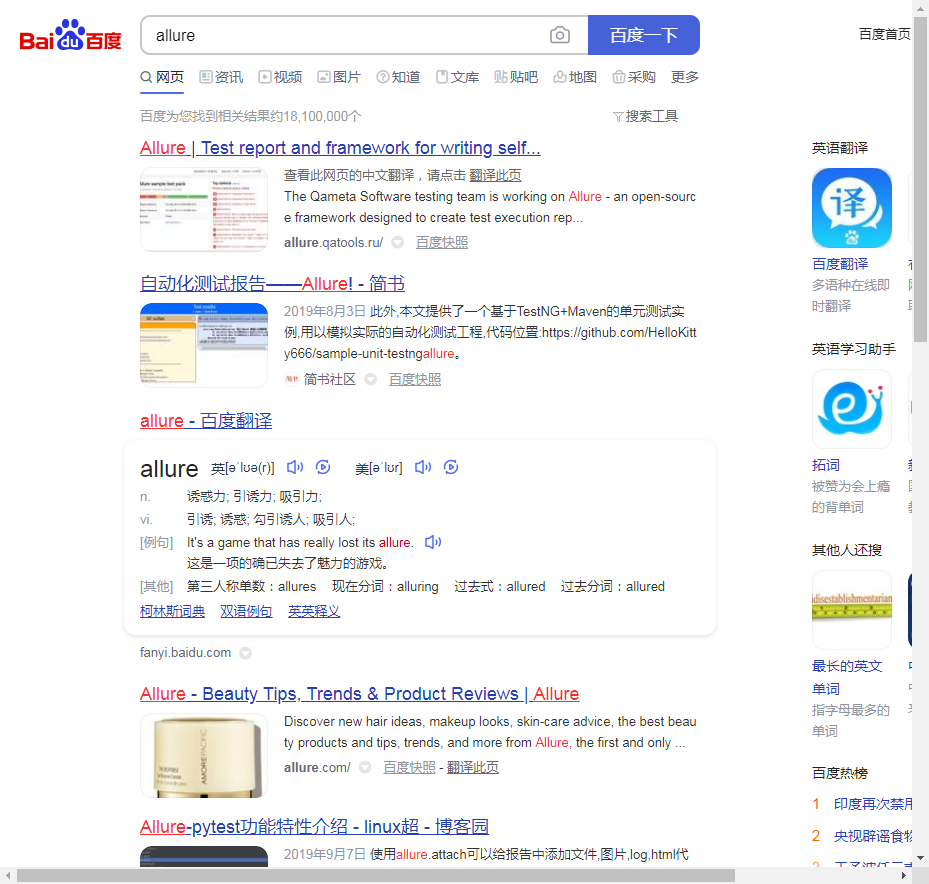 Bai du 百度
allure
百度一下
百度首页
网页 资讯 视频 图片 知道 文库 贴吧 地图 采购 更多
百度为您找到相关结果约18,100,000个
搜索工具
Allure | Test report and framework for writing self...
查看此网页的中文翻译，请点击 翻译此页
The Qameta Software testing team is working on Allure - an open-sourc
e framework designed to create test execution rep...
allure.qatools.ru/ 百度快照
自动化测试报告——Allure! - 简书
2019年8月3日 此外,本文提供了一个基于TestNG+Maven的单元测试实
例,用以模拟实际的自动化测试工程,代码位置:https://github.com/HelloKitt
y666/sample-unit-testngallure。
简书 简书社区 百度快照
allure - 百度翻译
allure 英[əˈlʊə(r)] 美[əˈlʊr]
n. 诱惑力; 引诱力; 吸引力;
vi. 引诱; 诱惑; 勾引诱人; 吸引人;
[例句] It's a game that has really lost its allure.
这是一项的确已失去了魅力的游戏。
[其他] 第三人称单数：allures 现在分词：alluring 过去式：allured 过去分词：allured
柯林斯词典 双语例句 英英释义
fanyi.baidu.com
Allure - Beauty Tips, Trends & Product Reviews | Allure
AMOREPACIFIC
Discover new hair ideas, makeup looks, skin-care advice, the best beau
ty products and tips, trends, and more from Allure, the first and only ...
allure.com/ 百度快照 - 翻译此页
Allure-pytest功能特性介绍 - linux超 - 博客园
2019年9月7日 使用allure.attach可以给报告中添加文件,图片,log,html代
英语翻译
译
百度翻译
多语种在线即
时翻译
英语学习助手
拓词
被赞为会上瘾
的背单词
其他人还搜
disestablishmentarian
最长的英文
单词
指字母最多的
单词
百度热榜
1 印度再次禁用
2 央视辟谣食物